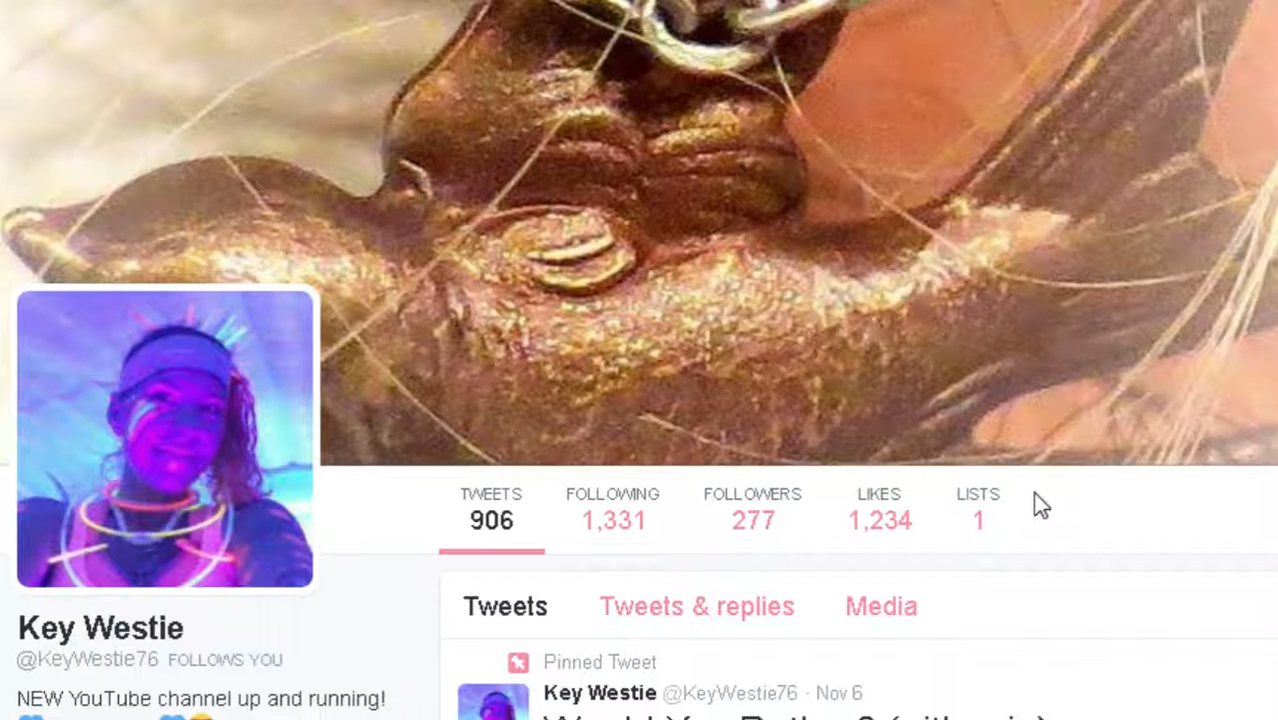 TWEETS FOLLOWING FOLLOWERS LIKES LISTS
906 1,331 277 1,234 1
Tweets Tweets & replies Media
Key Westie
@KeyWestie76 FOLLOWS YOU
Pinned Tweet
Key Westie @KeyWestie76 · Nov 6
NEW YouTube channel up and running!